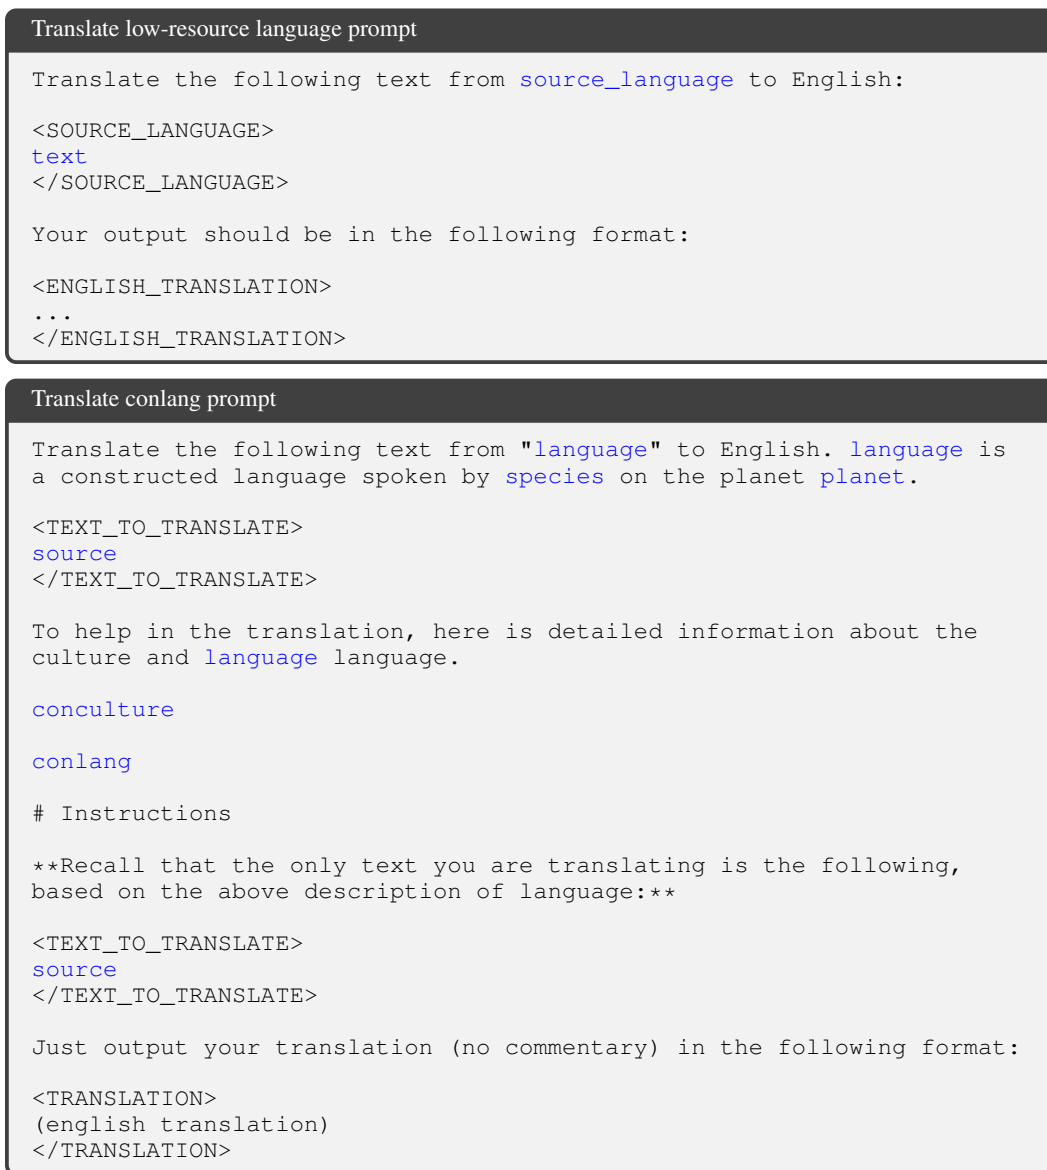 Translate low-resource language prompt
Translate the following text from source_language to English:
<SOURCE_LANGUAGE>
text
</SOURCE_LANGUAGE>
Your output should be in the following format:
<ENGLISH_TRANSLATION>
...
</ENGLISH_TRANSLATION>
Translate conlang prompt
Translate the following text from "language" to English. language is
a constructed language spoken by species on the planet planet.
<TEXT_TO_TRANSLATE>
source
</TEXT_TO_TRANSLATE>
To help in the translation, here is detailed information about the
culture and language language.
conculture
conlang
# Instructions
**Recall that the only text you are translating is the following,
based on the above description of language:**
<TEXT_TO_TRANSLATE>
source
</TEXT_TO_TRANSLATE>
Just output your translation (no commentary) in the following format:
<TRANSLATION>
(english translation)
</TRANSLATION>